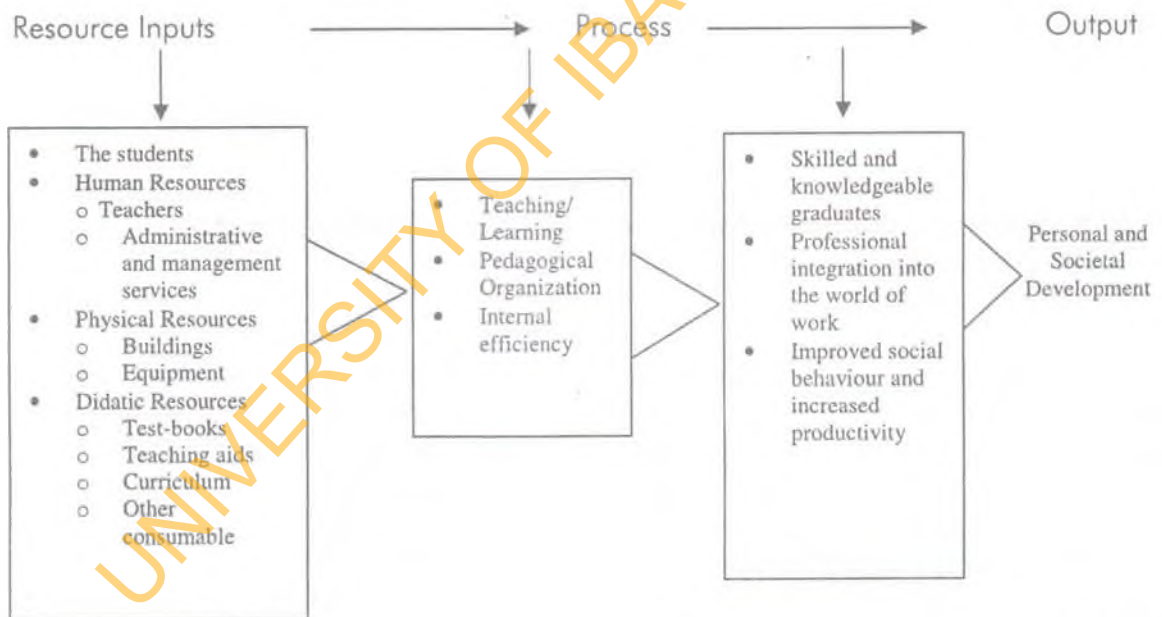 Resource Inputs
Process
Output
• The students
• Human Resources
o Teachers
o Administrative
and management
services
• Physical Resources
o Buildings
o Equipment
• Didatic Resources
o Test-books
o Teaching aids
o Curriculum
o Other
consumable
• Teaching/
Learning
• Pedagogical
Organization
• Internal
efficiency
• Skilled and
knowledgeable
graduates
• Professional
integration into
the world of
work
• Improved social
behaviour and
increased
productivity
Personal and
Societal
Development
UNIVERSITY OF IBA